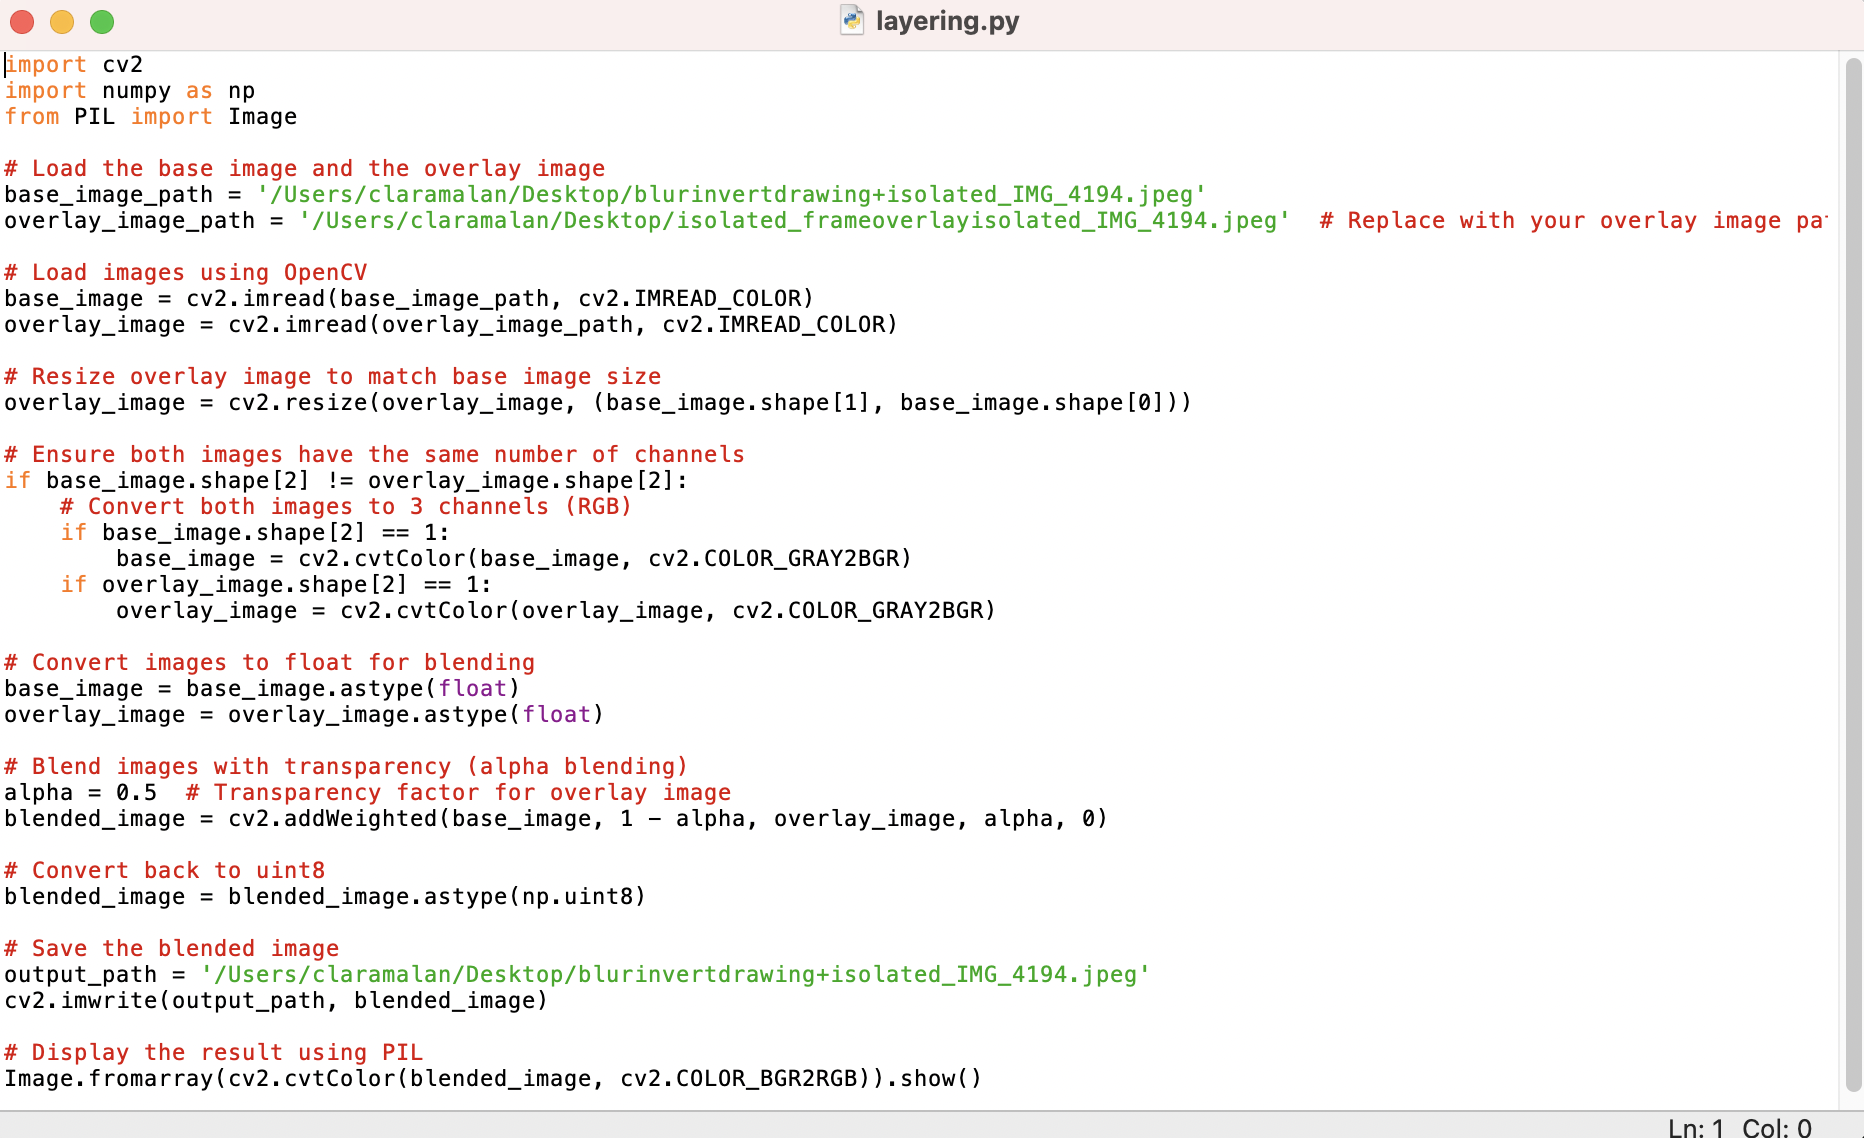 layering.py
import cv2
import numpy as np
from PIL import Image
# Load the base image and the overlay image
base_image_path = '/Users/claramalan/Desktop/blurinvertdrawing+isolated_IMG_4194.jpeg'
overlay_image_path = '/Users/claramalan/Desktop/isolated_frameoverlayisolated_IMG_4194.jpeg'  # Replace with your overlay image
# Load images using OpenCV
base_image = cv2.imread(base_image_path, cv2.IMREAD_COLOR)
overlay_image = cv2.imread(overlay_image_path, cv2.IMREAD_COLOR)
# Resize overlay image to match base image size
overlay_image = cv2.resize(overlay_image, (base_image.shape[1], base_image.shape[0]))
# Ensure both images have the same number of channels
if base_image.shape[2] != overlay_image.shape[2]:
    # Convert both images to 3 channels (RGB)
    if base_image.shape[2] == 1:
        base_image = cv2.cvtColor(base_image, cv2.COLOR_GRAY2BGR)
    if overlay_image.shape[2] == 1:
        overlay_image = cv2.cvtColor(overlay_image, cv2.COLOR_GRAY2BGR)
# Convert images to float for blending
base_image = base_image.astype(float)
overlay_image = overlay_image.astype(float)
# Blend images with transparency (alpha blending)
alpha = 0.5  # Transparency factor for overlay image
blended_image = cv2.addWeighted(base_image, 1 - alpha, overlay_image, alpha, 0)
# Convert back to uint8
blended_image = blended_image.astype(np.uint8)
# Save the blended image
output_path = '/Users/claramalan/Desktop/blurinvertdrawing+isolated_IMG_4194.jpeg'
cv2.imwrite(output_path, blended_image)
# Display the result using PIL
Image.fromarray(cv2.cvtColor(blended_image, cv2.COLOR_BGR2RGB)).show()
Ln: 1 Col: 0